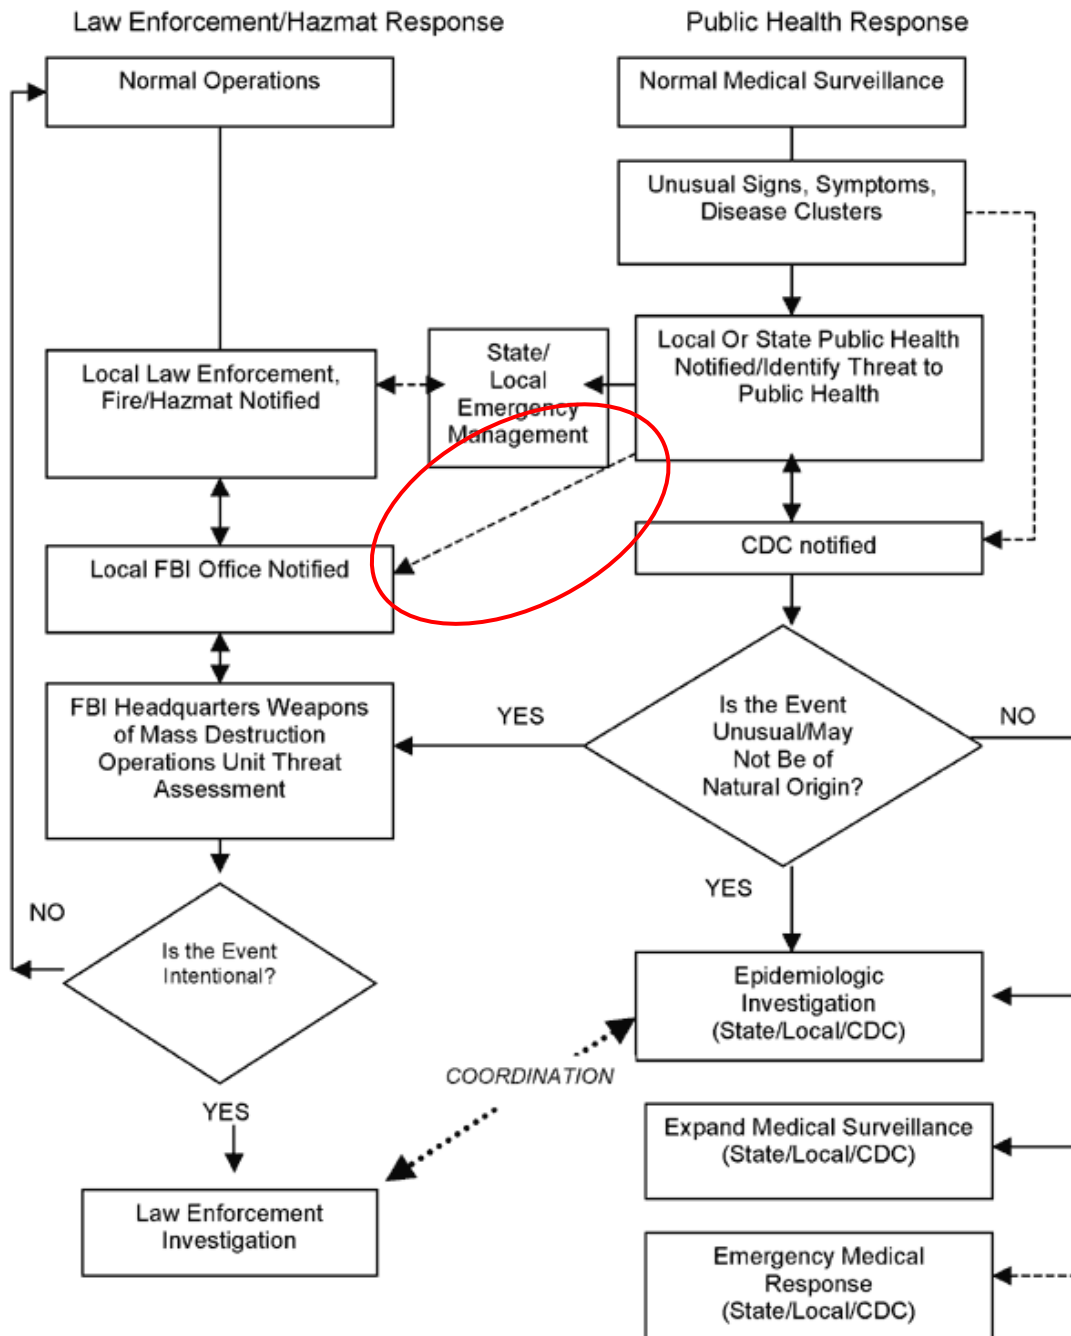 Law Enforcement/Hazmat Response
Public Health Response
Normal Operations
Normal Medical Surveillance
Unusual Signs, Symptoms,
Disease Clusters
Local Or State Public Health
Notified/Identify Threat to
Public Health
State/
Local
Emergency
Management
Local Law Enforcement,
Fire/Hazmat Notified
CDC notified
Local FBI Office Notified
FBI Headquarters Weapons
of Mass Destruction
Operations Unit Threat
Assessment
YES
Is the Event
Unusual/May
Not Be of
Natural Origin?
NO
YES
NO
Is the Event
Intentional?
Epidemiologic
Investigation
(State/Local/CDC)
COORDINATION
YES
Expand Medical Surveillance
(State/Local/CDC)
Law Enforcement
Investigation
Emergency Medical
Response
(State/Local/CDC)